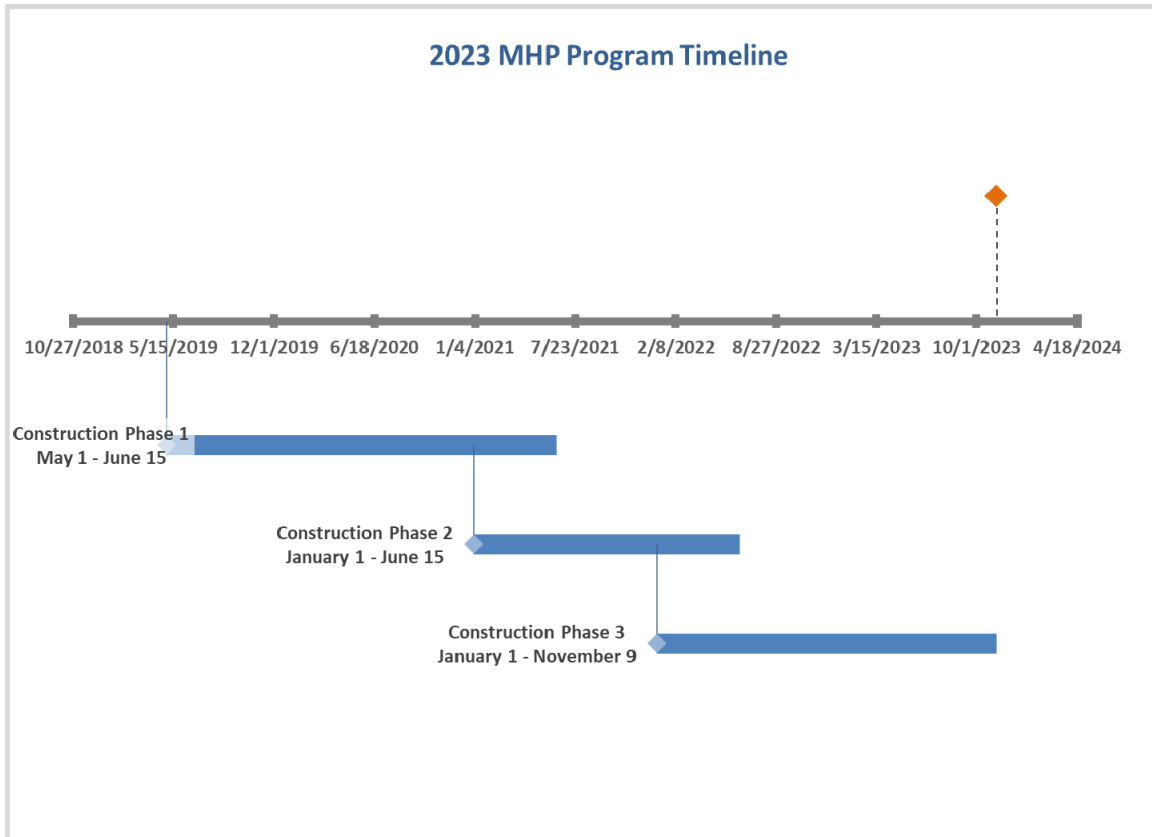 2023 MHP Program Timeline
10/27/2018 5/15/2019 12/1/2019 6/18/2020 1/4/2021 7/23/2021 2/8/2022 8/27/2022 3/15/2023 10/1/2023 4/18/2024
Construction Phase 1
May 1 - June 15
Construction Phase 2
January 1 - June 15
Construction Phase 3
January 1 - November 9